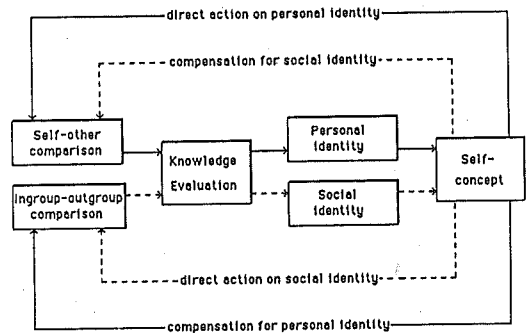 direct action on personal identity
compensation for social identity
Self-other
comparison
Ingroup-outgroup
comparison
Knowledge
Evaluation
Personal
identity
Social
identity
Self-
concept
direct action on social identity
compensation for personal identity